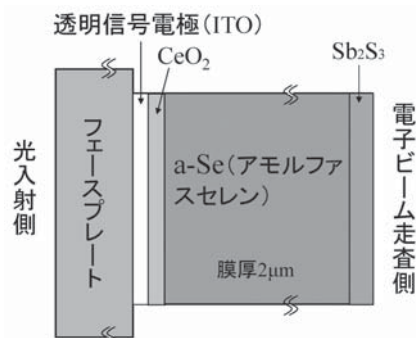 透明信号電極(ITO)
CeO₂
Sb₂S₃
光入射側
フェースプレート
a-Se(アモルファ
スセレン)
膜厚2μm
電子ビーム走査側